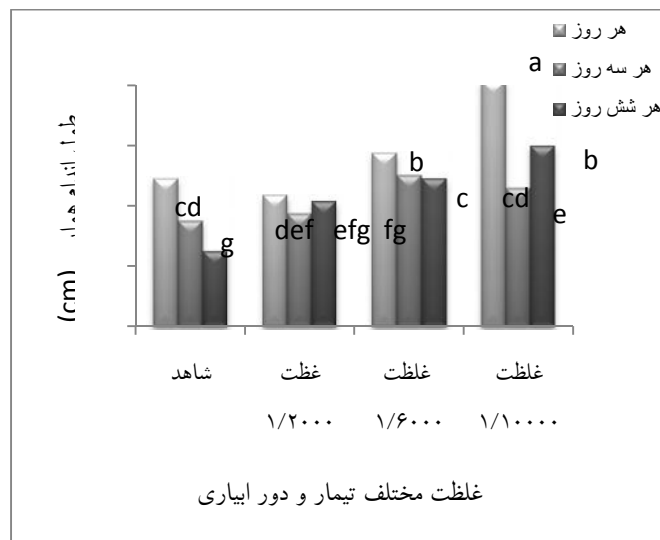 هر روز
هر سه روز
هر شش روز
a
b
b
cd
c
cd
e
g
def
efg
fg
(cm)
شاهد
غظت
۱/۲۰۰۰
غلظت
۱/۶۰۰۰
غلظت
۱/۱۰۰۰۰
غلظت مختلف تیمار و دور ابیاری